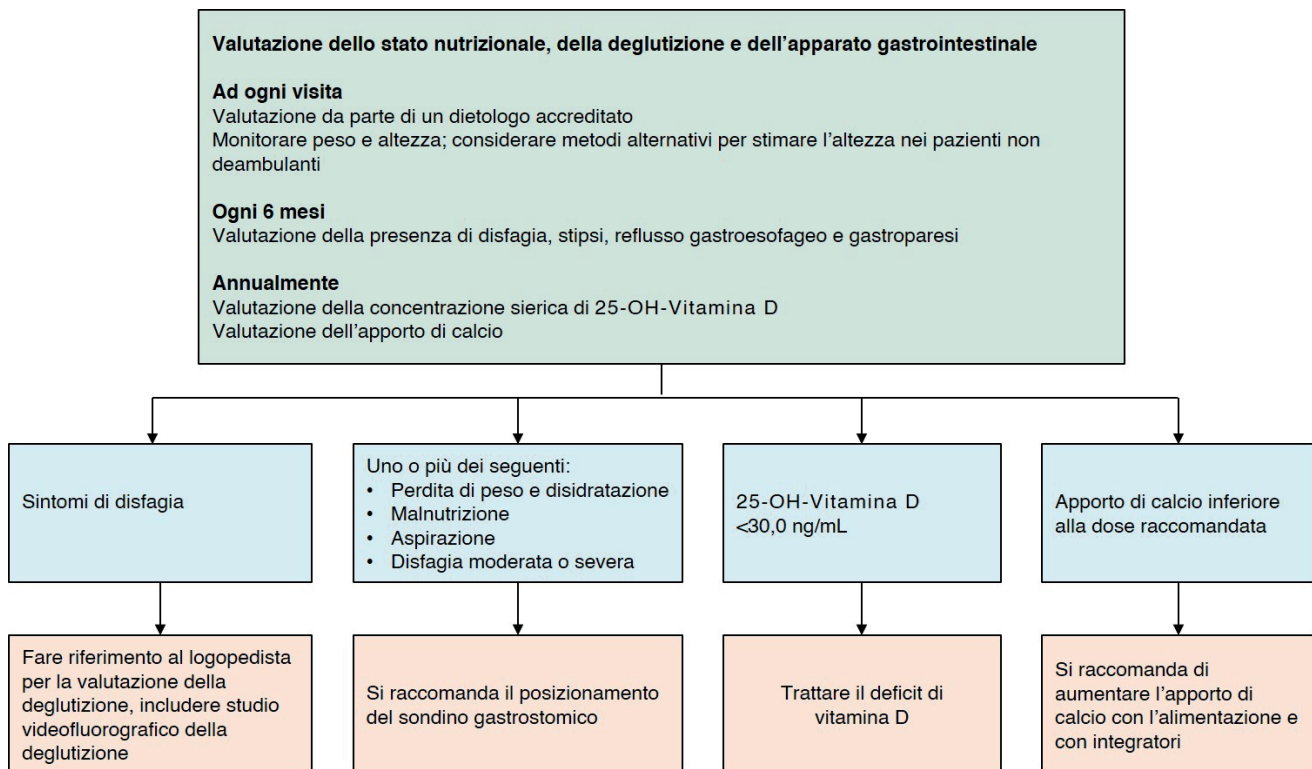 Valutazione dello stato nutrizionale, della deglutizione e dell'apparato gastrointestinale
Ad ogni visita
Valutazione da parte di un dietologo accreditato
Monitorare peso e altezza; considerare metodi alternativi per stimare l'altezza nei pazienti non
deambulanti
Ogni 6 mesi
Valutazione della presenza di disfagia, stipsi, reflusso gastroesofageo e gastroparesi
Annualmente
Valutazione della concentrazione sierica di 25-OH-Vitamina D
Valutazione dell'apporto di calcio
Sintomi di disfagia
Uno o più dei seguenti:
• Perdita di peso e disidratazione
• Malnutrizione
• Aspirazione
• Disfagia moderata o severa
25-OH-Vitamina D
<30,0 ng/mL
Apporto di calcio inferiore
alla dose raccomandata
Fare riferimento al logopedista
per la valutazione della
deglutizione, includere studio
videofluorografico della
deglutizione
Si raccomanda il posizionamento
del sondino gastrostomico
Trattare il deficit di
vitamina D
Si raccomanda di
aumentare l'apporto di
calcio con l'alimentazione e
con integratori